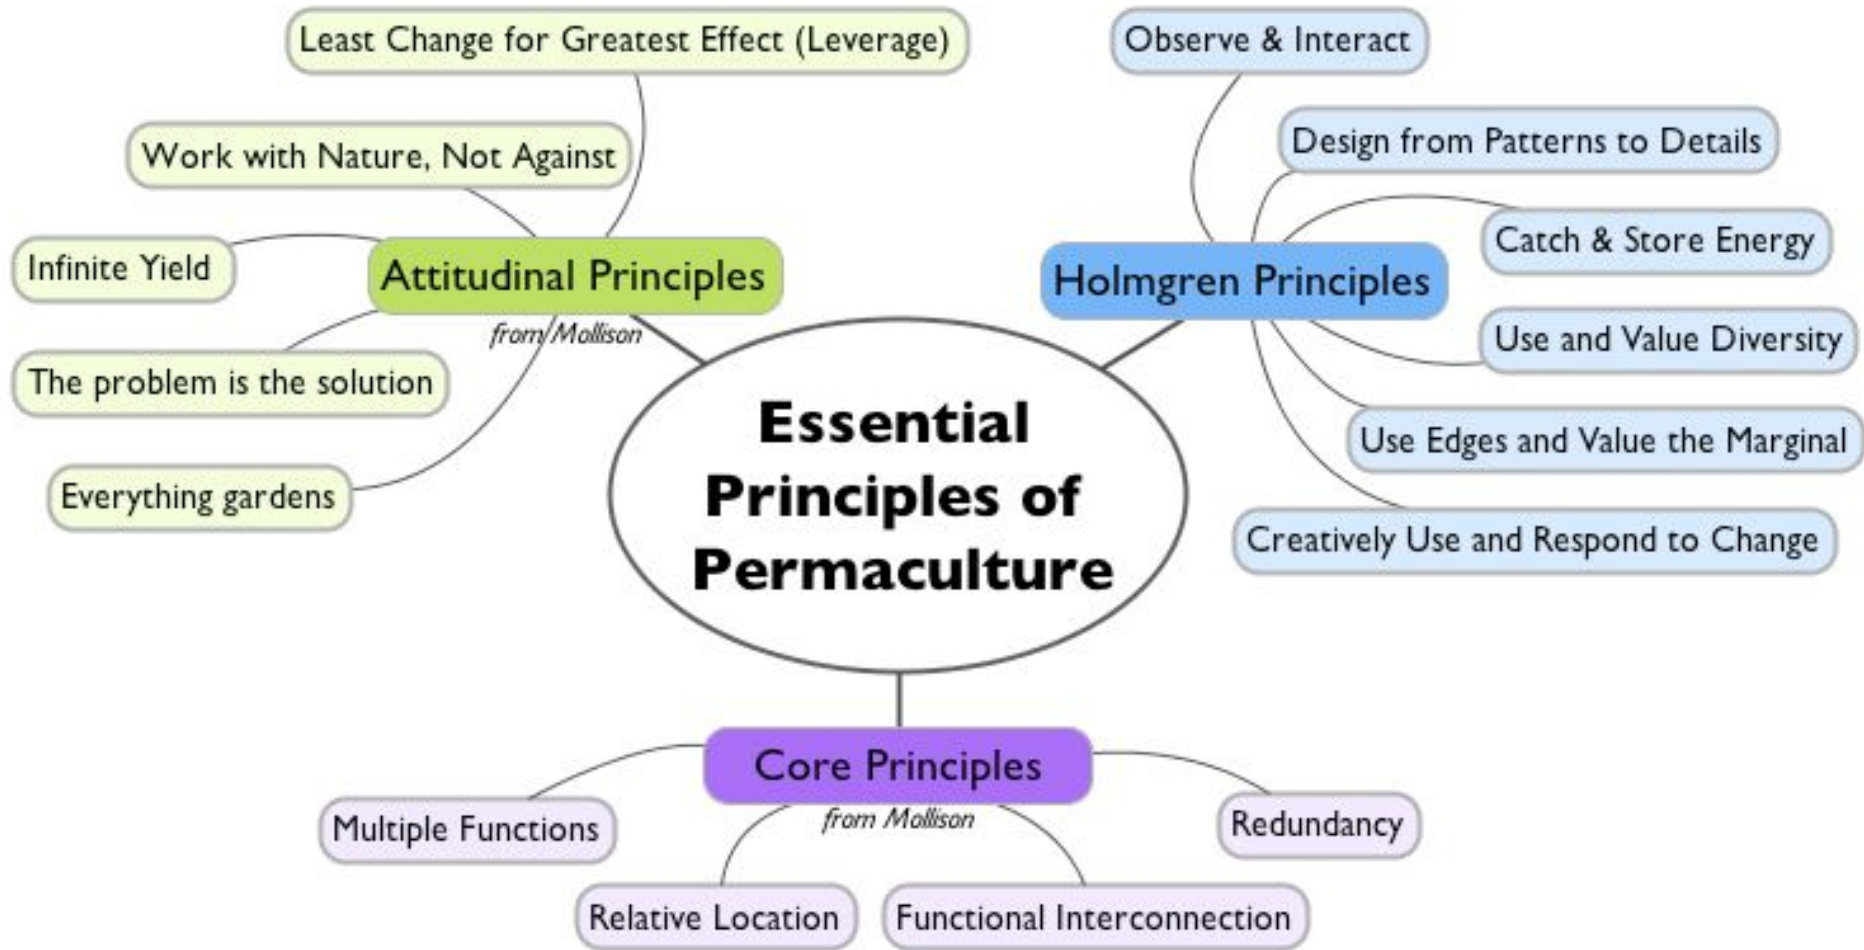 Least Change for Greatest Effect (Leverage)
Work with Nature, Not Against
Infinite Yield
Attitudinal Principles
from Mollison
The problem is the solution
Everything gardens
Observe & Interact
Design from Patterns to Details
Catch & Store Energy
Holmgren Principles
Use and Value Diversity
Use Edges and Value the Marginal
Creatively Use and Respond to Change
Essential
Principles of
Permaculture
Core Principles
from Mollison
Multiple Functions
Relative Location
Functional Interconnection
Redundancy